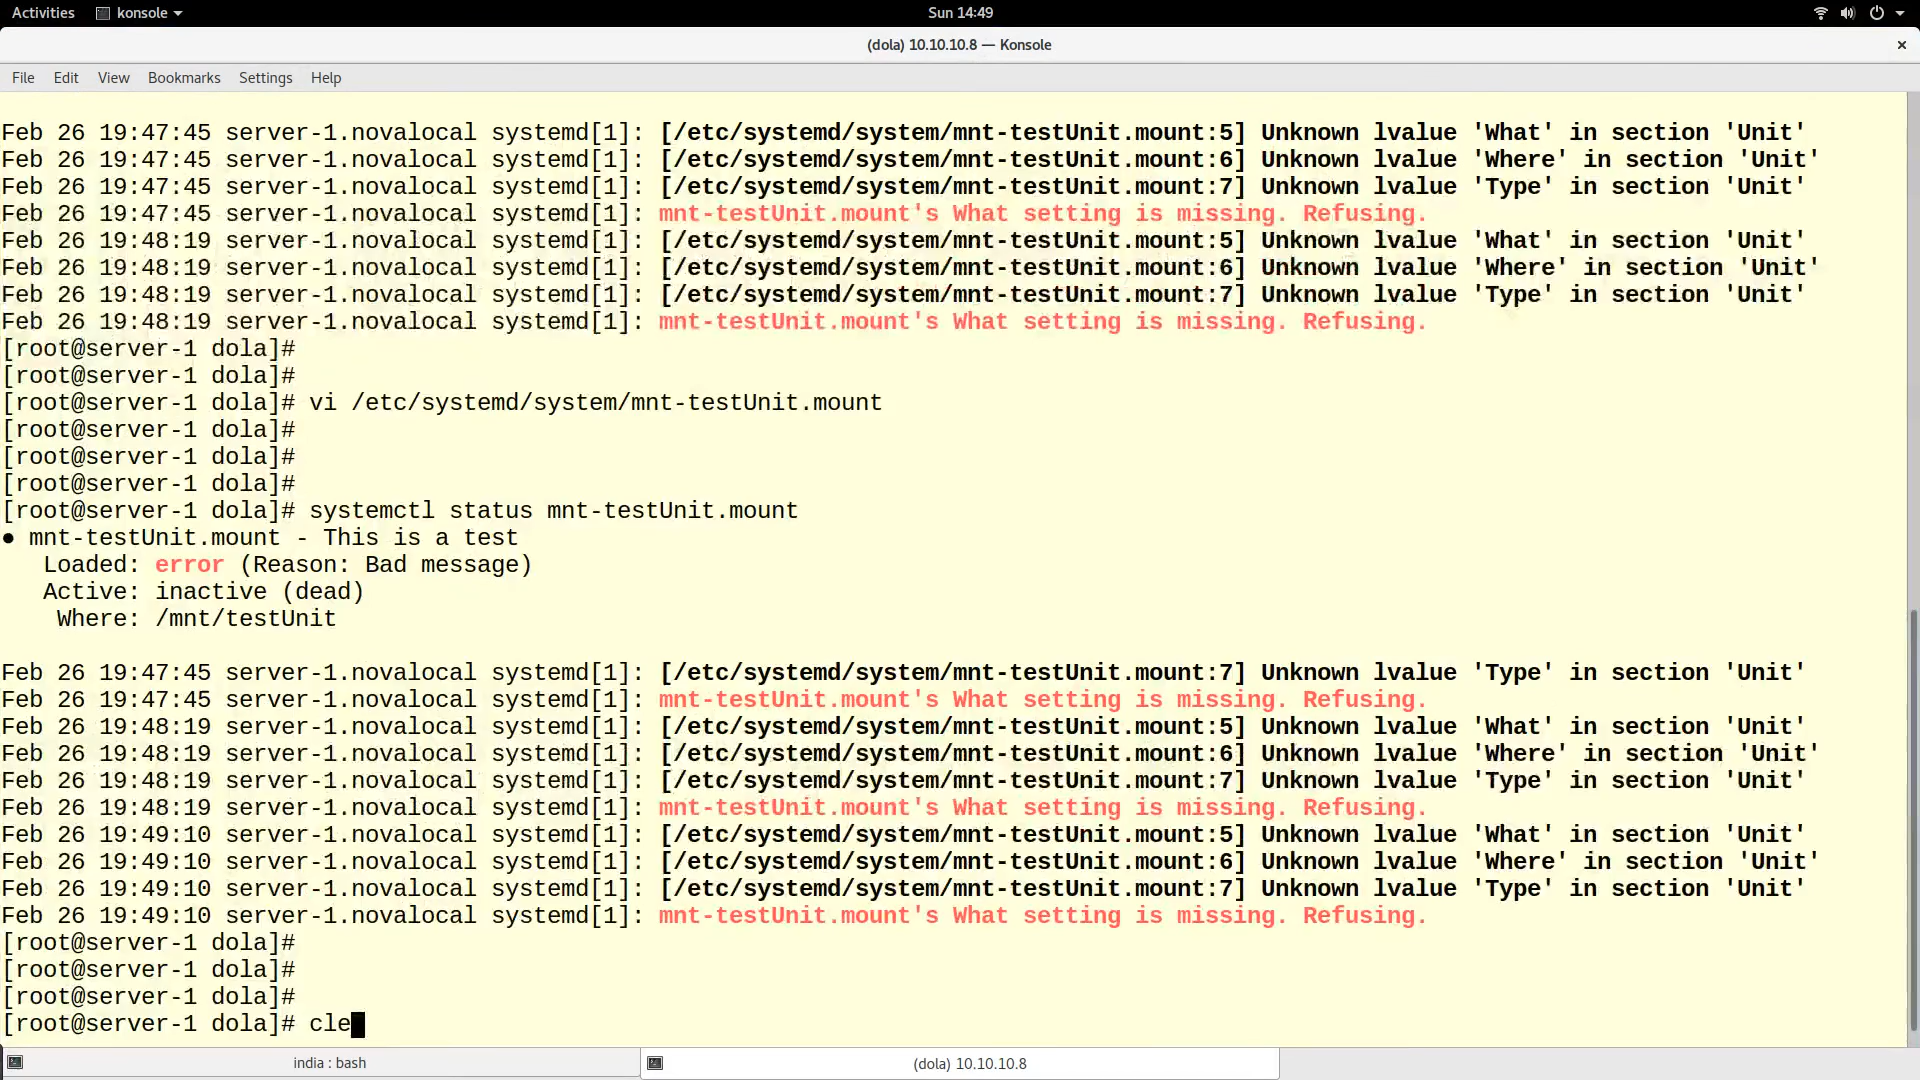 Activities konsole Sun 14:49
(dola) 10.10.10.8 — Konsole
File Edit View Bookmarks Settings Help
Feb 26 19:47:45 server-1.novalocal systemd[1]: [/etc/systemd/system/mnt-testUnit.mount:5] Unknown lvalue 'What' in section 'Unit'
Feb 26 19:47:45 server-1.novalocal systemd[1]: [/etc/systemd/system/mnt-testUnit.mount:6] Unknown lvalue 'Where' in section 'Unit'
Feb 26 19:47:45 server-1.novalocal systemd[1]: [/etc/systemd/system/mnt-testUnit.mount:7] Unknown lvalue 'Type' in section 'Unit'
Feb 26 19:47:45 server-1.novalocal systemd[1]: mnt-testUnit.mount's What setting is missing. Refusing.
Feb 26 19:48:19 server-1.novalocal systemd[1]: [/etc/systemd/system/mnt-testUnit.mount:5] Unknown lvalue 'What' in section 'Unit'
Feb 26 19:48:19 server-1.novalocal systemd[1]: [/etc/systemd/system/mnt-testUnit.mount:6] Unknown lvalue 'Where' in section 'Unit'
Feb 26 19:48:19 server-1.novalocal systemd[1]: [/etc/systemd/system/mnt-testUnit.mount:7] Unknown lvalue 'Type' in section 'Unit'
Feb 26 19:48:19 server-1.novalocal systemd[1]: mnt-testUnit.mount's What setting is missing. Refusing.
[root@server-1 dola]#
[root@server-1 dola]#
[root@server-1 dola]# vi /etc/systemd/system/mnt-testUnit.mount
[root@server-1 dola]#
[root@server-1 dola]#
[root@server-1 dola]#
[root@server-1 dola]# systemctl status mnt-testUnit.mount
● mnt-testUnit.mount - This is a test
Loaded: error (Reason: Bad message)
Active: inactive (dead)
Where: /mnt/testUnit
Feb 26 19:47:45 server-1.novalocal systemd[1]: [/etc/systemd/system/mnt-testUnit.mount:7] Unknown lvalue 'Type' in section 'Unit'
Feb 26 19:47:45 server-1.novalocal systemd[1]: mnt-testUnit.mount's What setting is missing. Refusing.
Feb 26 19:48:19 server-1.novalocal systemd[1]: [/etc/systemd/system/mnt-testUnit.mount:5] Unknown lvalue 'What' in section 'Unit'
Feb 26 19:48:19 server-1.novalocal systemd[1]: [/etc/systemd/system/mnt-testUnit.mount:6] Unknown lvalue 'Where' in section 'Unit'
Feb 26 19:48:19 server-1.novalocal systemd[1]: [/etc/systemd/system/mnt-testUnit.mount:7] Unknown lvalue 'Type' in section 'Unit'
Feb 26 19:48:19 server-1.novalocal systemd[1]: mnt-testUnit.mount's What setting is missing. Refusing.
Feb 26 19:49:10 server-1.novalocal systemd[1]: [/etc/systemd/system/mnt-testUnit.mount:5] Unknown lvalue 'What' in section 'Unit'
Feb 26 19:49:10 server-1.novalocal systemd[1]: [/etc/systemd/system/mnt-testUnit.mount:6] Unknown lvalue 'Where' in section 'Unit'
Feb 26 19:49:10 server-1.novalocal systemd[1]: [/etc/systemd/system/mnt-testUnit.mount:7] Unknown lvalue 'Type' in section 'Unit'
Feb 26 19:49:10 server-1.novalocal systemd[1]: mnt-testUnit.mount's What setting is missing. Refusing.
[root@server-1 dola]#
[root@server-1 dola]#
[root@server-1 dola]#
[root@server-1 dola]# cle
india : bash (dola) 10.10.10.8